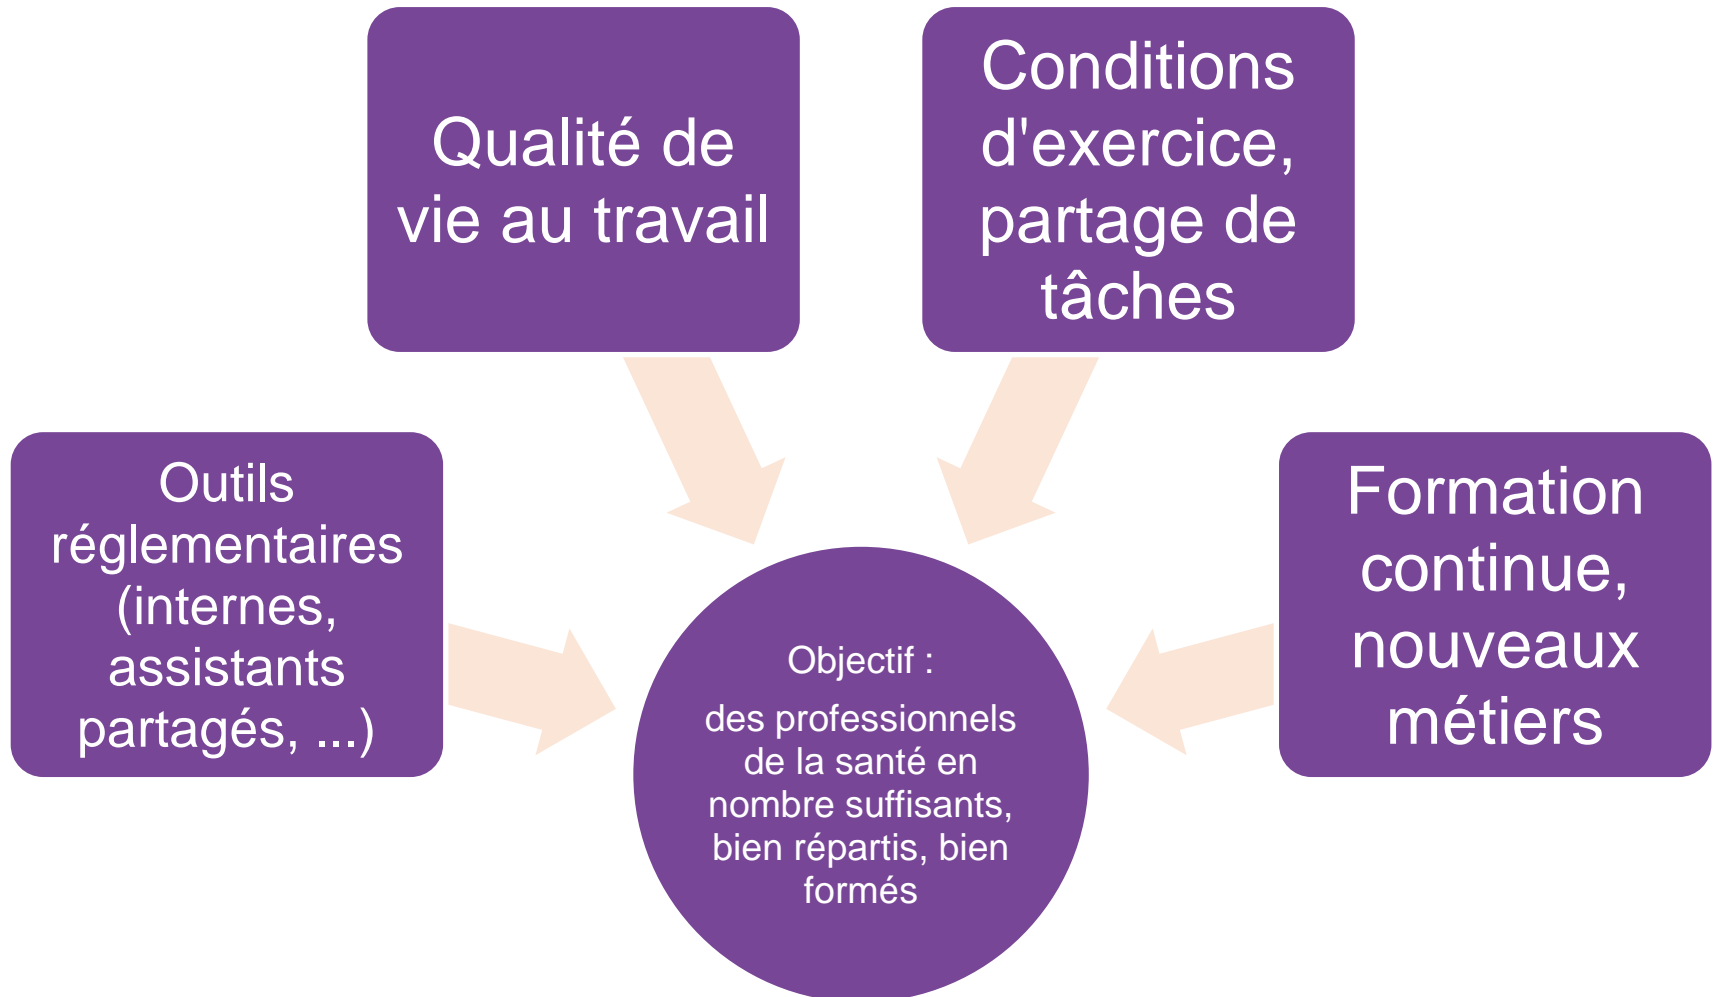 Qualité de
vie au travail
Conditions
d'exercice,
partage de
tâches
Outils
réglementaires
(internes,
assistants
partagés, ...)
Formation
continue,
nouveaux
métiers
Objectif :
des professionnels
de la santé en
nombre suffisants,
bien répartis, bien
formés